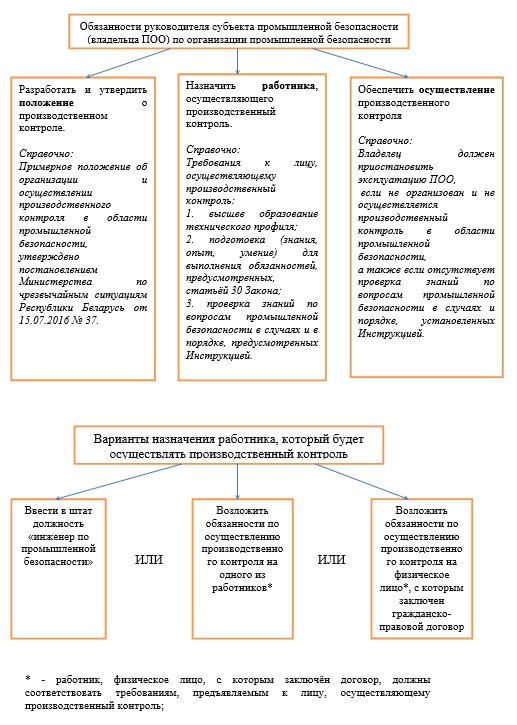 Обязанности руководителя субъекта промышленной безопасности
(владельца ПОО) по организации промышленной безопасности
Разработать и утвердить
положение о
производственном
контроле.
Справочно:
Примерное положение об
организации и
осуществлении
производственного
контроля в области
промышленной
безопасности,
утверждено
постановлением
Министерства по
чрезвычайным ситуациям
Республики Беларусь от
15.07.2016 № 37.
Назначить работника,
осуществляющего
производственный
контроль.
Справочно:
Требования к лицу,
осуществляющему
производственный
контроль:
1. высшее образование
технического профиля;
2. подготовка (знания,
опыт, умение) для
выполнения обязанностей,
предусмотренных,
статьёй 30 Закона;
3. проверка знаний по
вопросам промышленной
безопасности в случаях и в
порядке, предусмотренных
Инструкцией.
Обеспечить осуществление
производственного
контроля
Справочно:
Владелец должен
приостановить
эксплуатацию ПОО,
если не организован и не
осуществляется
производственный
контроль в области
промышленной
безопасности,
а также если отсутствует
проверка знаний по
вопросам промышленной
безопасности в случаях и
порядке, установленных
Инструкцией.
Варианты назначения работника, который будет
осуществлять производственный контроль
Ввести в штат
должность
«инженер по
промышленной
безопасности»
ИЛИ
Возложить
обязанности по
осуществлению
производственно
го контроля на
одного из
работников*
ИЛИ
Возложить
обязанности по
осуществлению
производственно
го контроля на
физическое
лицо*, с которым
заключен
гражданско-
правовой договор
* - работник, физическое лицо, с которым заключён договор, должны
соответствовать требованиям, предъявляемым к лицу, осуществляющему
производственный контроль;